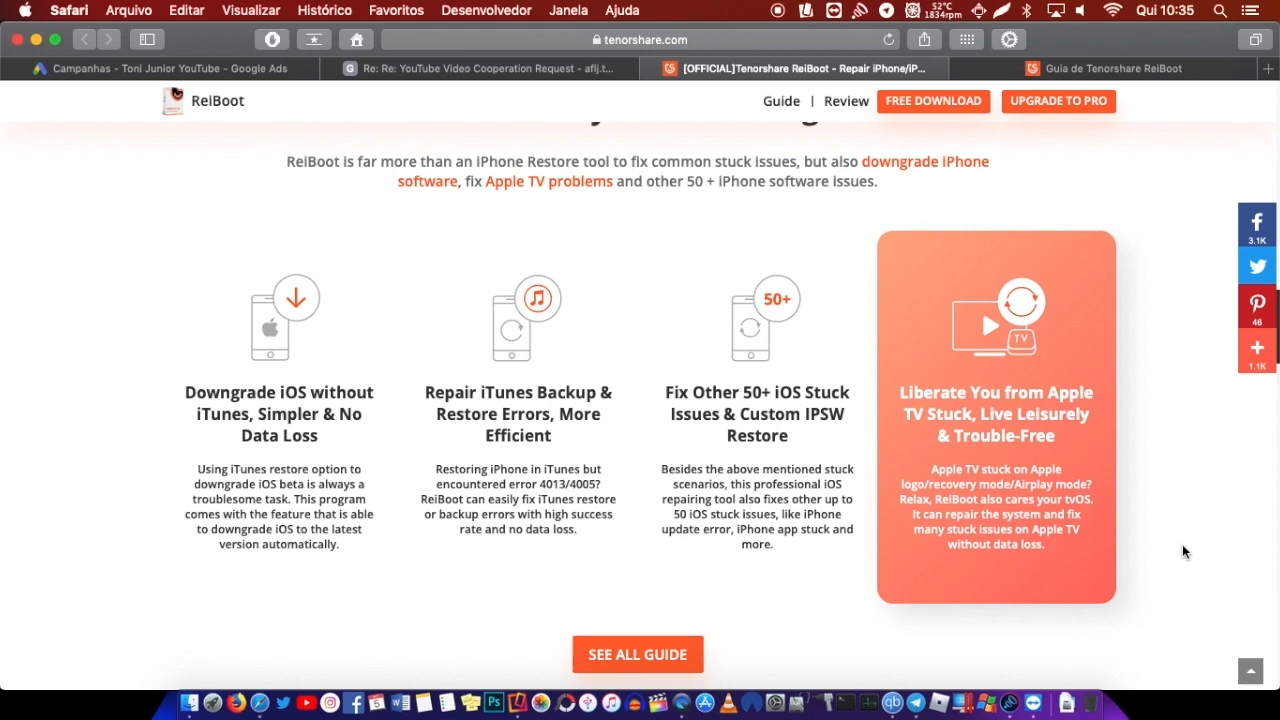 Safari Arquivo Editar Visualizar Histórico Favoritos Desenvolvedor Janela Ajuda 52°C 1834rpm Qui 10:35
tenorshare.com
Campanhas - Toni Junior YouTube - Google Ads
Re: Re: YouTube Video Cooperation Request - aflj.t...
[OFFICIAL]Tenorshare ReiBoot - Repair iPhone/iP...
Guia de Tenorshare ReiBoot
ReiBoot
Guide | Review FREE DOWNLOAD UPGRADE TO PRO
ReiBoot is far more than an iPhone Restore tool to fix common stuck issues, but also downgrade iPhone
software, fix Apple TV problems and other 50 + iPhone software issues.
3.1K
46
1.1K
Downgrade iOS without
iTunes, Simpler & No
Data Loss
Using iTunes restore option to
downgrade iOS beta is always a
troublesome task. This program
comes with the feature that is able
to downgrade iOS to the latest
version automatically.
Repair iTunes Backup &
Restore Errors, More
Efficient
Restoring iPhone in iTunes but
encountered error 4013/4005?
ReiBoot can easily fix iTunes restore
or backup errors with high success
rate and no data loss.
50+
Fix Other 50+ iOS Stuck
Issues & Custom IPSW
Restore
Besides the above mentioned stuck
scenarios, this professional iOS
repairing tool also fixes other up to
50 iOS stuck issues, like iPhone
update error, iPhone app stuck and
more.
TV
Liberate You from Apple
TV Stuck, Live Leisurely
& Trouble-Free
Apple TV stuck on Apple
logo/recovery mode/Airplay mode?
Relax, ReiBoot also cares your tvOS.
It can repair the system and fix
many stuck issues on Apple TV
without data loss.
SEE ALL GUIDE